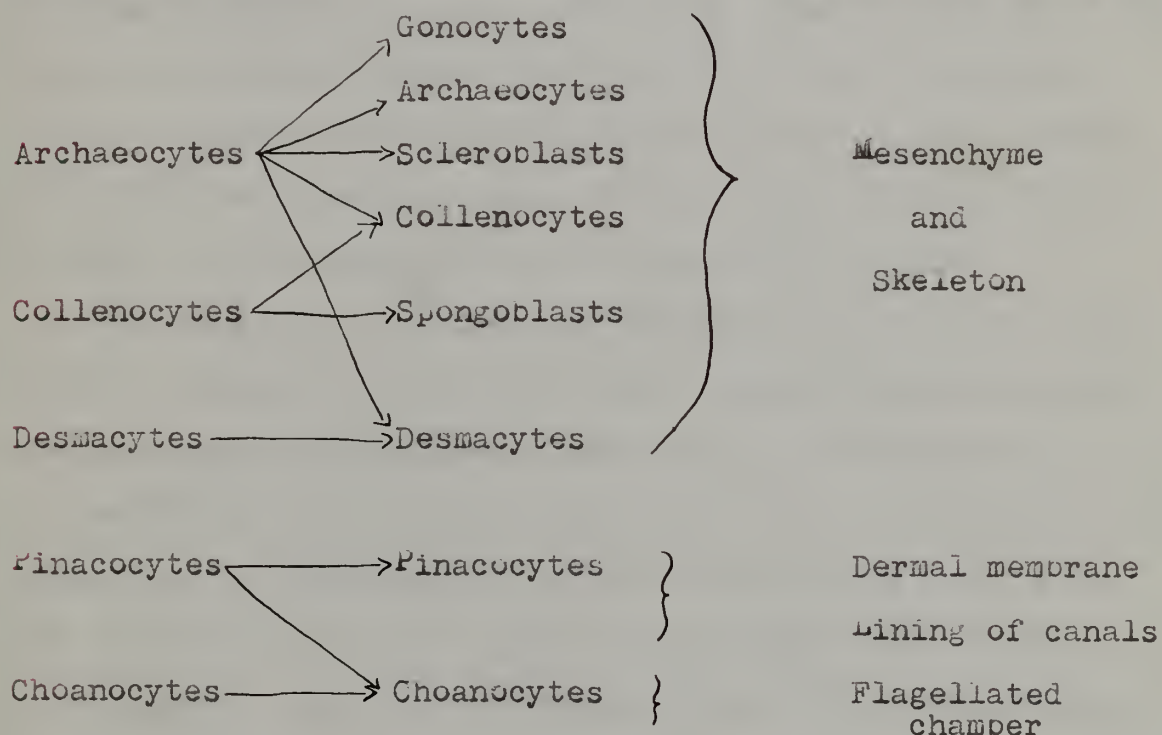 Gonocytes
Archaeocytes
Archaeocytes Scleroblasts Mesenchyme
Collenocytes and
Skeleton
Collenocytes Spongoblasts
Desmacytes Desmacytes
Pinacocytes Pinacocytes Dermal membrane
Lining of canals
Choanocytes Choanocytes Flagellated
chamber